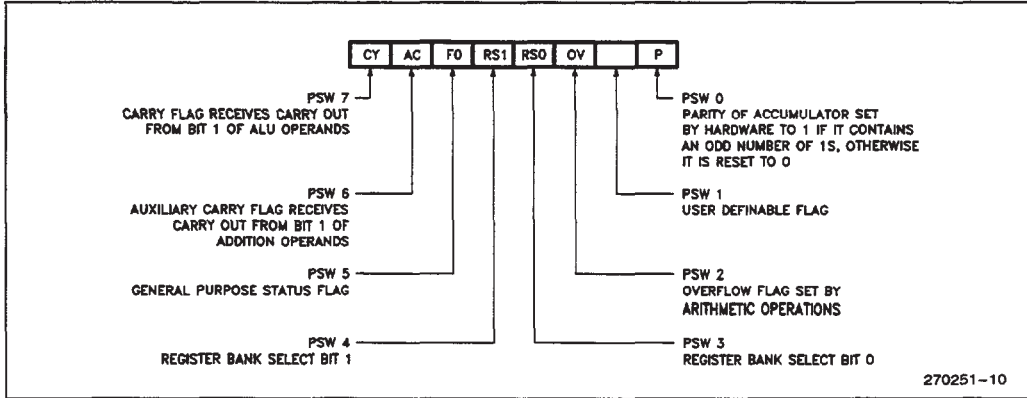 CY AC F0 RS1 RS0 OV P
PSW 7
CARRY FLAG RECEIVES CARRY OUT
FROM BIT 1 OF ALU OPERANDS
PSW 6
AUXILIARY CARRY FLAG RECEIVES
CARRY OUT FROM BIT 1 OF
ADDITION OPERANDS
PSW 5
GENERAL PURPOSE STATUS FLAG
PSW 4
REGISTER BANK SELECT BIT 1
PSW 0
PARITY OF ACCUMULATOR SET
BY HARDWARE TO 1 IF IT CONTAINS
AN ODD NUMBER OF 1S, OTHERWISE
IT IS RESET TO 0
PSW 1
USER DEFINABLE FLAG
PSW 2
OVERFLOW FLAG SET BY
ARITHMETIC OPERATIONS
PSW 3
REGISTER BANK SELECT BIT 0
270251-10